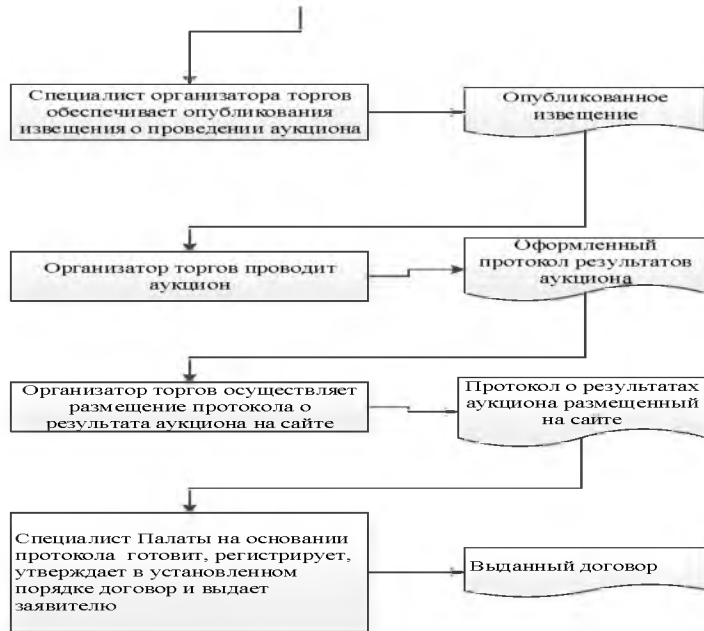 Специалист организатора торгов
обеспечивает опубликования
извещения о проведении аукциона
Опубликованное
извещение
Организатор торгов проводит
аукцион
Оформленный
протокол результатов
аукциона
Организатор торгов осуществляет
размещение протокола о
результата аукциона на сайте
Протокол о результатах
аукциона размещенный
на сайте
Специалист Палаты на основании
протокола готовит, регистрирует,
утверждает в установленном
порядке договор и выдает
заявителю
Выданный договор